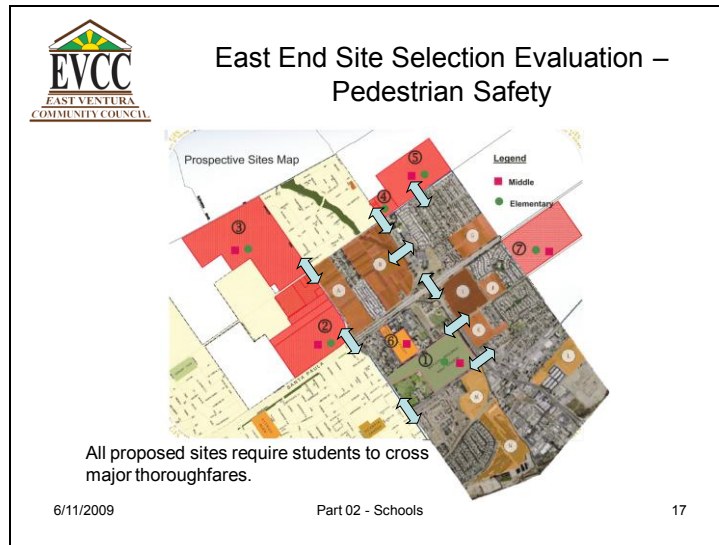 EVCC
EAST VENTURA
COMMUNITY COUNCIL
East End Site Selection Evaluation –
Pedestrian Safety
Prospective Sites Map
Legend
Middle
Elementary
⑤
④
③
⑦
②
⑥
①
A
SANTA PAULA
All proposed sites require students to cross
major thoroughfares.
6/11/2009
Part 02 - Schools
17